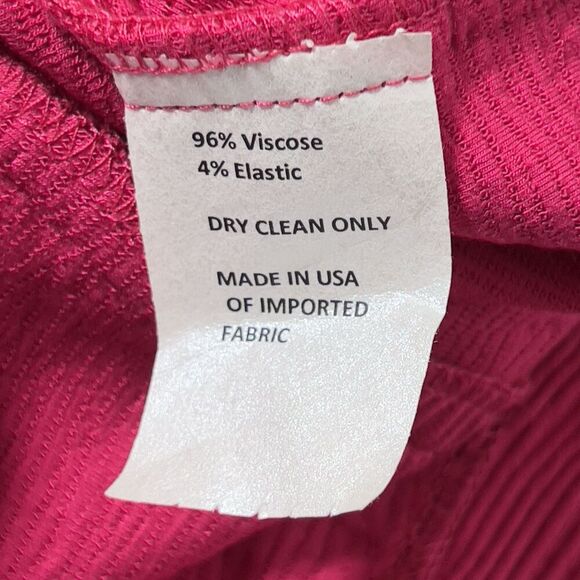 96% Viscose
4% Elastic
DRY CLEAN ONLY
MADE IN USA
OF IMPORTED
FABRIC